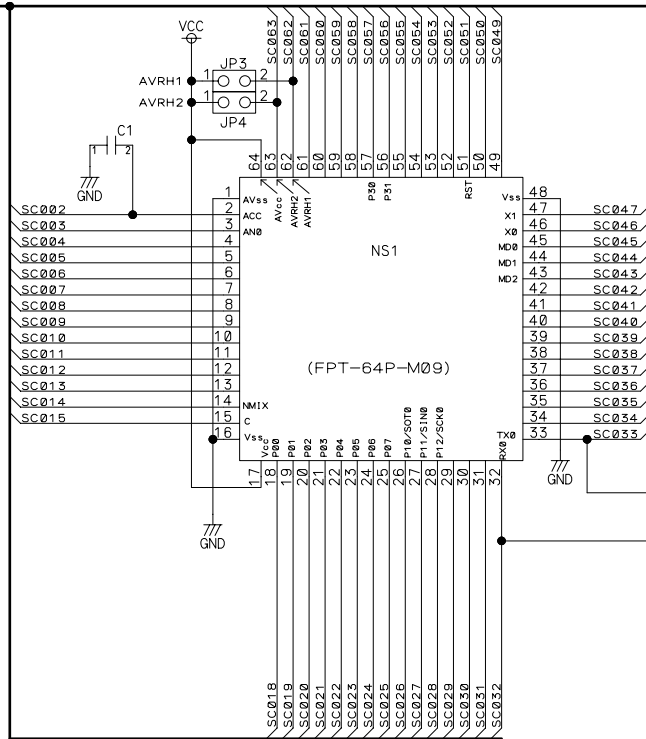 VCC
SC063
SC062
SC061
SC060
SC059
SC058
SC057
SC056
SC055
SC054
SC053
SC052
SC051
SC050
SC049
JP3
AVRH1 1 2
AVRH2 1 2
JP4
C1
1 2
GND
64
63
62
61
60
59
58
57
56
55
54
53
52
51
50
49
AVss
AVcc
AVRH2
AVRH1
P30
P31
RST
NS1
(FPT-64P-M09)
1
SC002 2 ACC
SC003 3 AN0
SC004 4
SC005 5
SC006 6
SC007 7
SC008 8
SC009 9
SC010 10
SC011 11
SC012 12
SC013 13
SC014 14 NMIX
SC015 15 C
16 Vss
Vss 48
X1 47 SC047
X0 46 SC046
MD0 45 SC045
MD1 44 SC044
MD2 43 SC043
42 SC042
41 SC041
40 SC040
39 SC039
38 SC038
37 SC037
36 SC036
35 SC035
34 SC034
TX0 33 SC033
Vcc
P00
P01
P02
P03
P04
P05
P06
P07
P10/SOT0
P11/SIN0
P12/SCK0
RX0
17
18
19
20
21
22
23
24
25
26
27
28
29
30
31
32
GND
GND
SC018
SC019
SC020
SC021
SC022
SC023
SC024
SC025
SC026
SC027
SC028
SC029
SC030
SC031
SC032